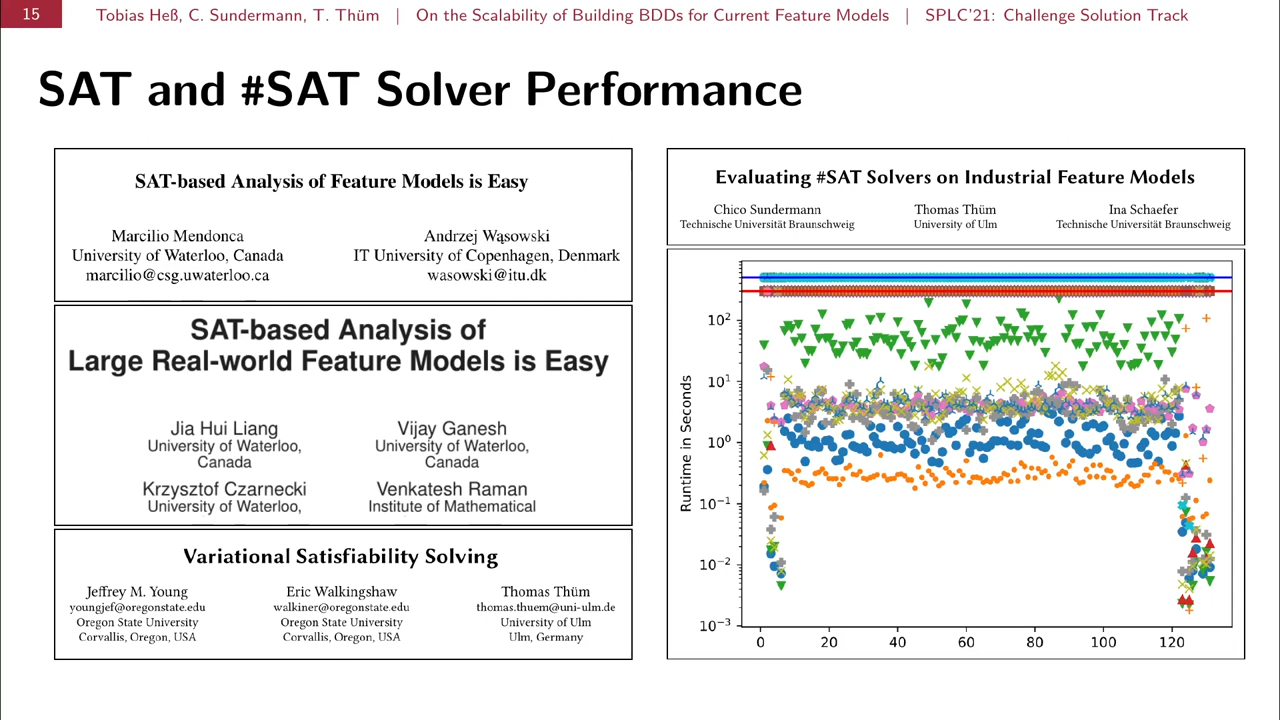 15
Tobias Heß, C. Sundermann, T. Thüm | On the Scalability of Building BDDs for Current Feature Models | SPLC'21: Challenge Solution Track
SAT and #SAT Solver Performance
SAT-based Analysis of Feature Models is Easy
Marcilio Mendonca
University of Waterloo, Canada
marcilio@csg.uwaterloo.ca
Andrzej Wąsowski
IT University of Copenhagen, Denmark
wasowski@itu.dk
SAT-based Analysis of
Large Real-world Feature Models is Easy
Jia Hui Liang
University of Waterloo,
Canada
Vijay Ganesh
University of Waterloo,
Canada
Krzysztof Czarnecki
University of Waterloo,
Venkatesh Raman
Institute of Mathematical
Variational Satisfiability Solving
Jeffrey M. Young
youngjef@oregonstate.edu
Oregon State University
Corvallis, Oregon, USA
Eric Walkingshaw
walkiner@oregonstate.edu
Oregon State University
Corvallis, Oregon, USA
Thomas Thüm
thomas.thuem@uni-ulm.de
University of Ulm
Ulm, Germany
Evaluating #SAT Solvers on Industrial Feature Models
Chico Sundermann
Technische Universität Braunschweig
Thomas Thüm
University of Ulm
Ina Schaefer
Technische Universität Braunschweig
Runtime in Seconds
10²
10¹
10⁰
10⁻¹
10⁻²
10⁻³
0 20 40 60 80 100 120